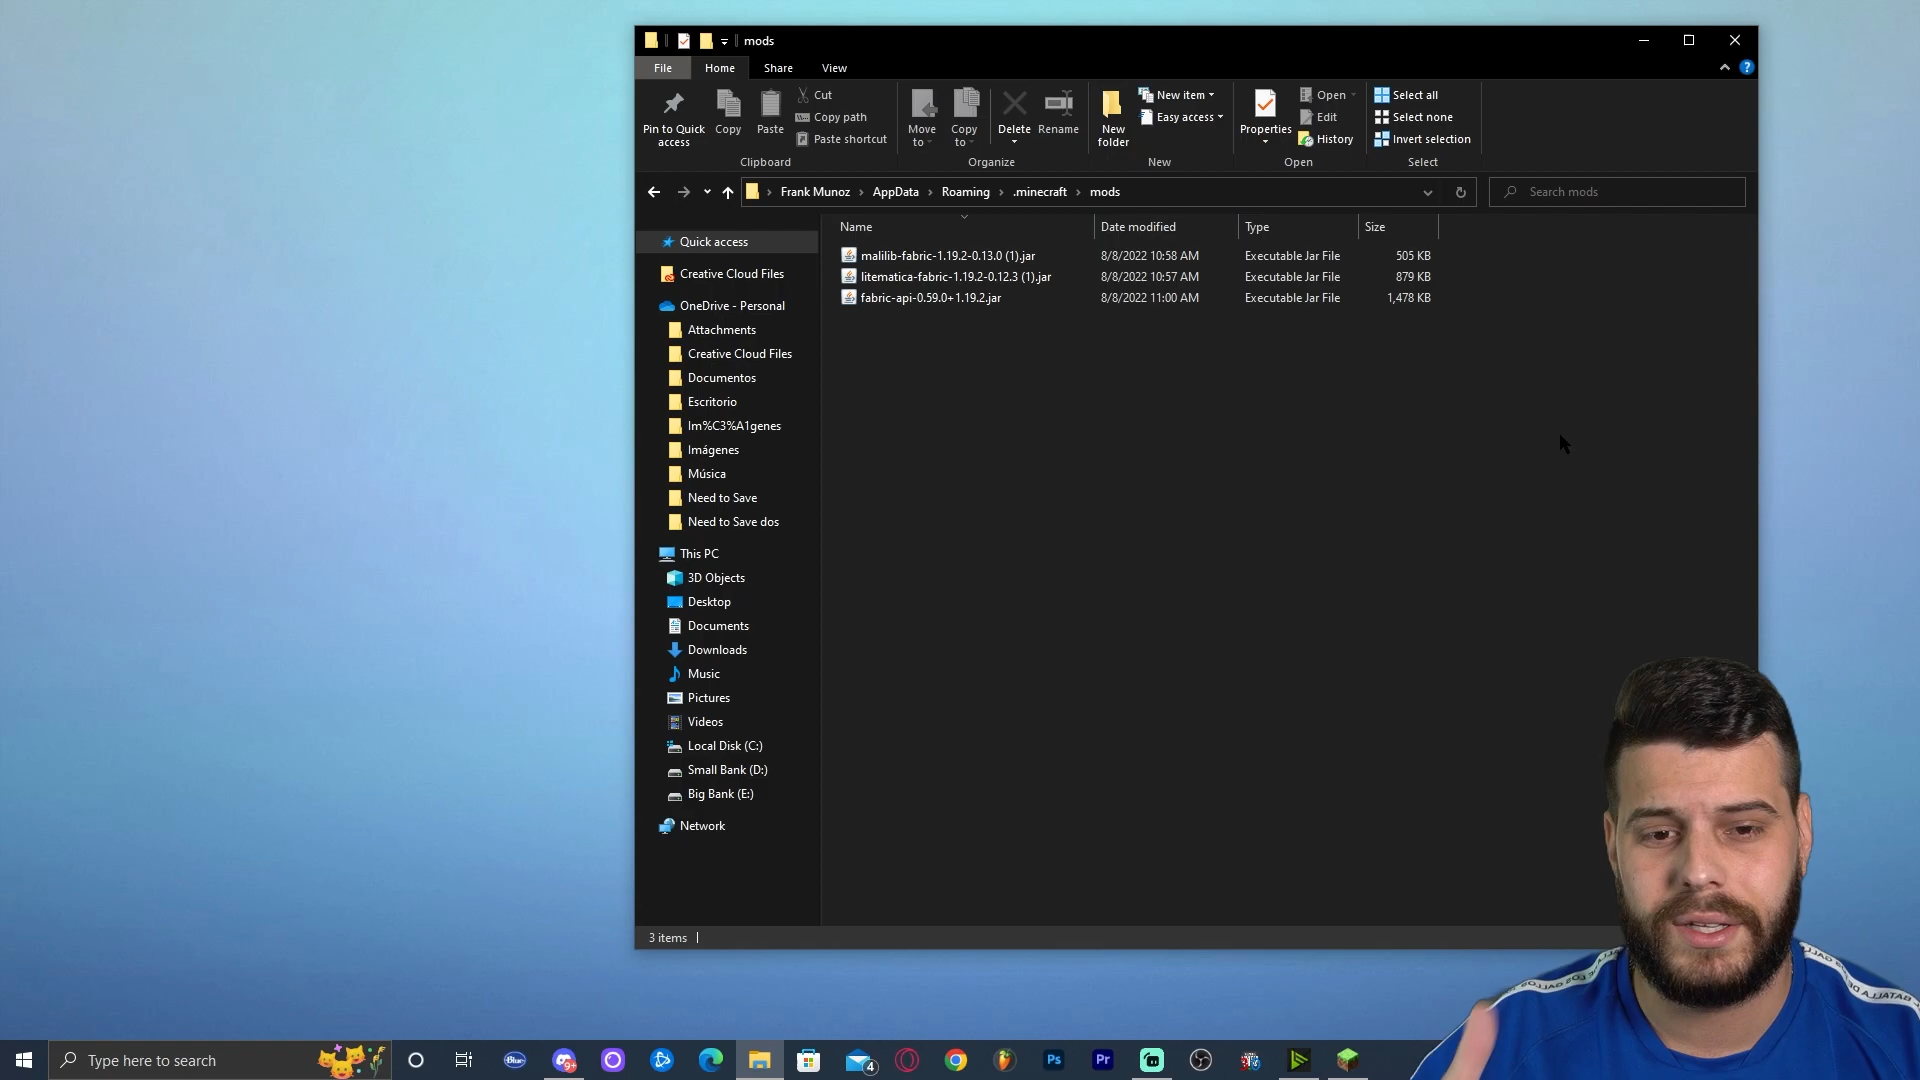 mods
File
Home
Share
View
Pin to Quick access
Copy
Paste
Cut
Copy path
Paste shortcut
Clipboard
Move to
Copy to
Delete
Rename
Organize
New folder
New item
Easy access
New
Properties
Open
Edit
History
Open
Select all
Select none
Invert selection
Select
Frank Munoz › AppData › Roaming › .minecraft › mods
Search mods
Name Date modified Type Size
malilib-fabric-1.19.2-0.13.0 (1).jar 8/8/2022 10:58 AM Executable Jar File 505 KB
litematica-fabric-1.19.2-0.12.3 (1).jar 8/8/2022 10:57 AM Executable Jar File 879 KB
fabric-api-0.59.0+1.19.2.jar 8/8/2022 11:00 AM Executable Jar File 1,478 KB
Quick access
Creative Cloud Files
OneDrive - Personal
Attachments
Creative Cloud Files
Documentos
Escritorio
Im%C3%A1genes
Imágenes
Música
Need to Save
Need to Save dos
This PC
3D Objects
Desktop
Documents
Downloads
Music
Pictures
Videos
Local Disk (C:)
Small Bank (D:)
Big Bank (E:)
Network
3 items
Type here to search
Blue
9+
4
Ps
Pr